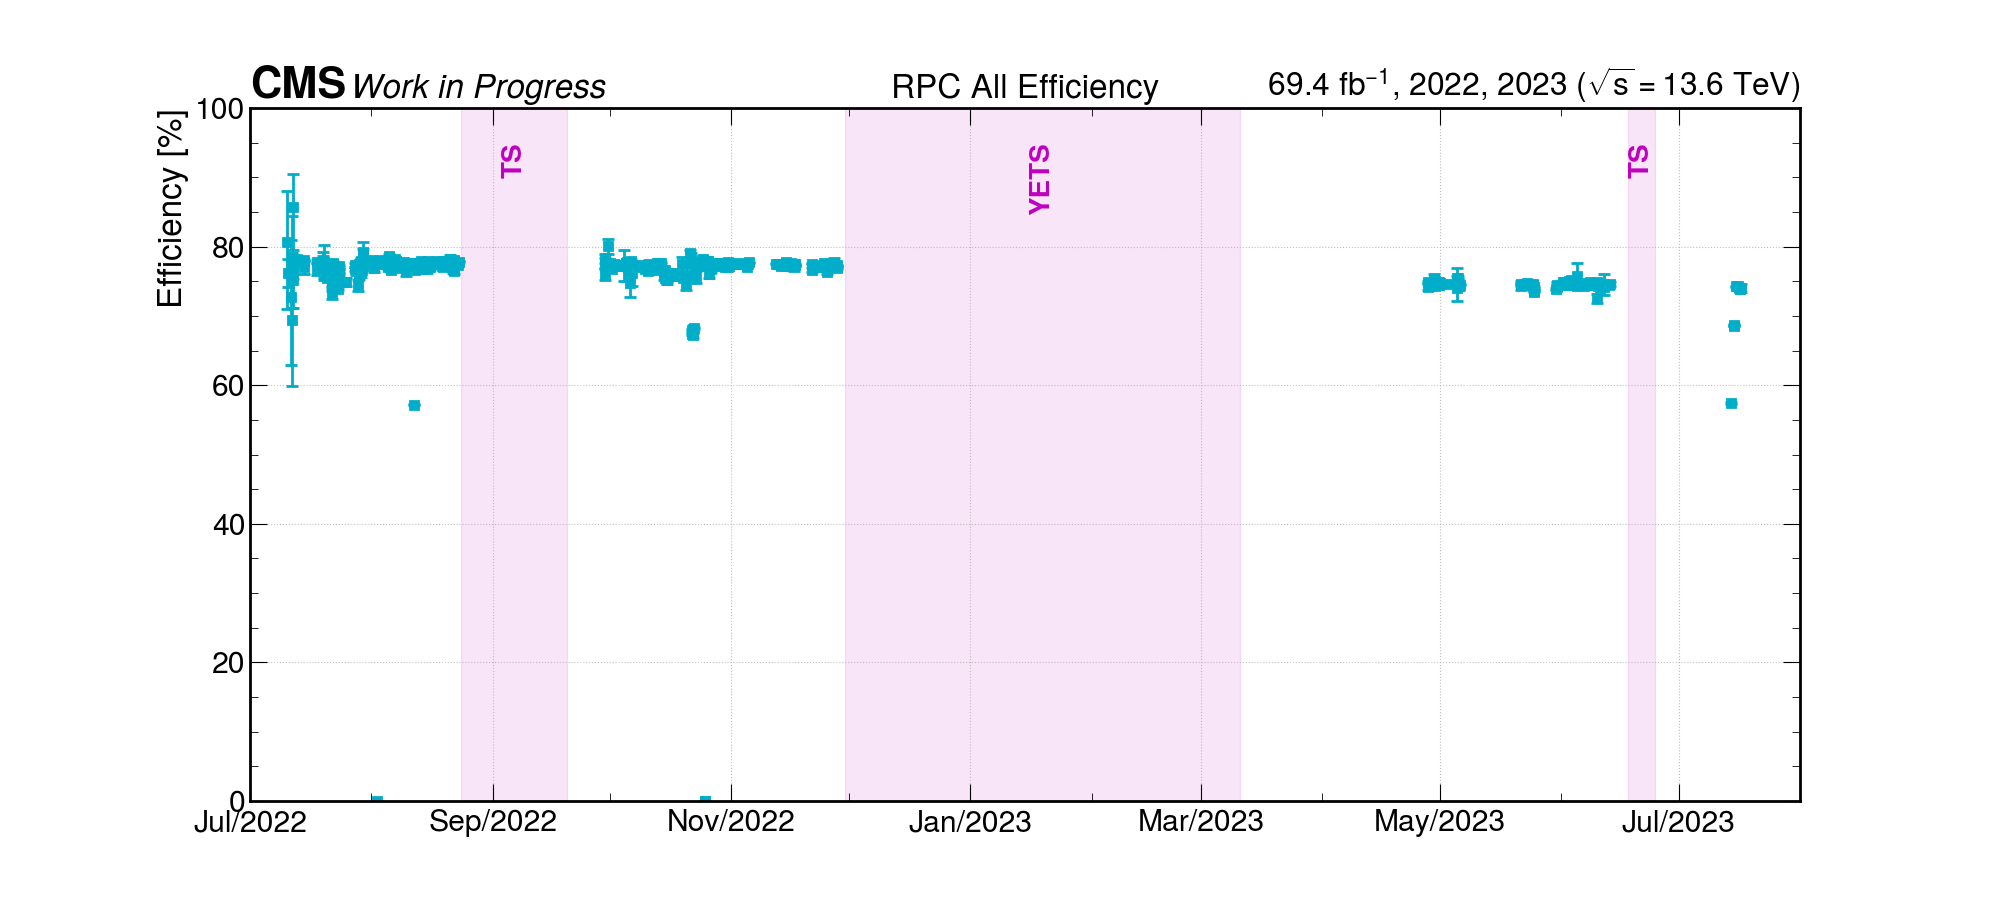 CMS Work in Progress RPC All Efficiency 69.4 fb⁻¹, 2022, 2023 (√s = 13.6 TeV)
Efficiency [%]
100
80
60
40
20
0
TS
YETS
TS
Jul/2022 Sep/2022 Nov/2022 Jan/2023 Mar/2023 May/2023 Jul/2023